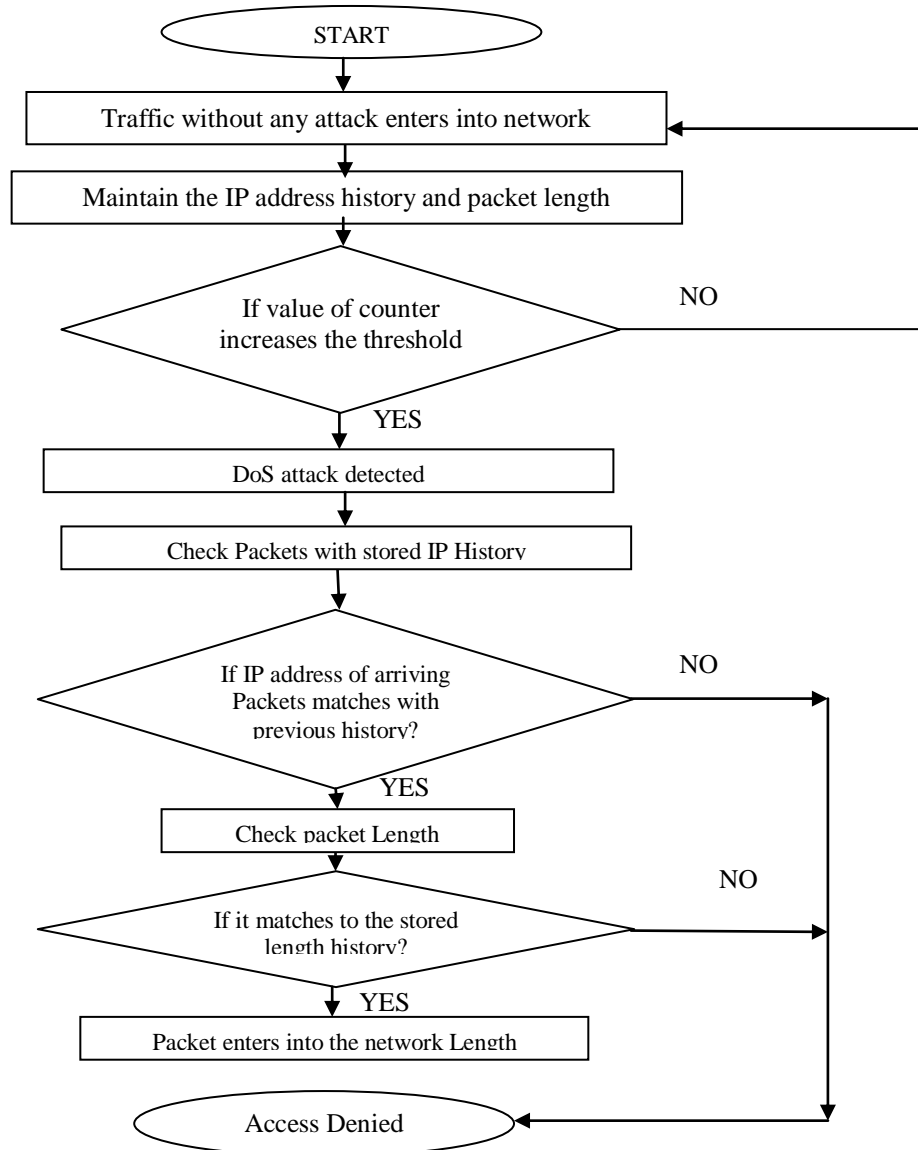 START
Traffic without any attack enters into network
Maintain the IP address history and packet length
If value of counter
increases the threshold
NO
YES
DoS attack detected
Check Packets with stored IP History
If IP address of arriving
Packets matches with
previous history?
NO
YES
Check packet Length
NO
If it matches to the stored
length history?
YES
Packet enters into the network Length
Access Denied